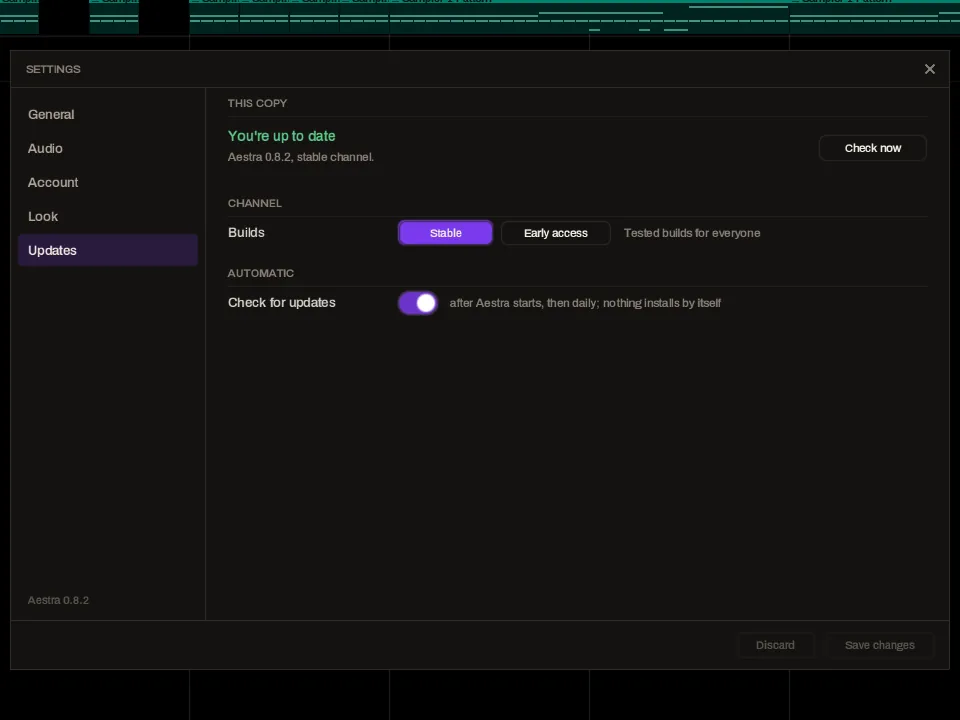 SETTINGS
General
Audio
Account
Look
Updates
Aestra 0.8.2
THIS COPY
You're up to date
Aestra 0.8.2, stable channel.
Check now
CHANNEL
Builds
Stable
Early access
Tested builds for everyone
AUTOMATIC
Check for updates
after Aestra starts, then daily; nothing installs by itself
Discard
Save changes